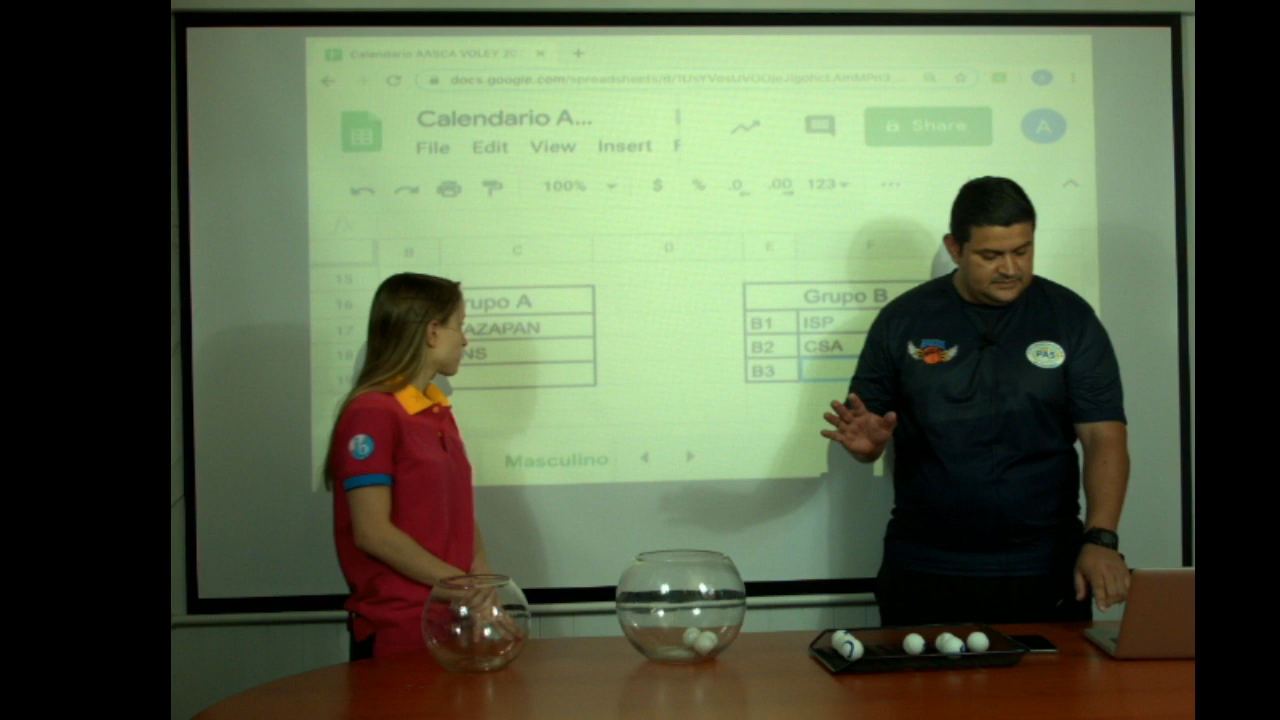 Calendario AASCA VOLEY 20
docs.google.com/spreadsheets/d/
Calendario A...
Share
A
File Edit View Insert F
100% $ % .0 .00 123 ...
B C D E F
15
16 rupo A Grupo B
17 AZAPAN B1 ISP
18 NS B2 CSA
19 B3
Masculino
PAS